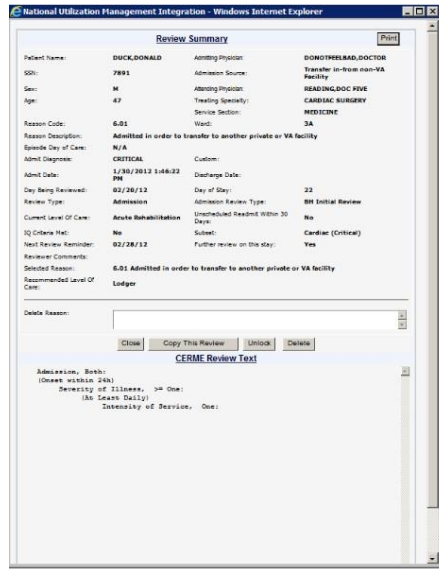 National Utilization Management Integration - Windows Internet Explorer
Review Summary
Print
Patient Name: DUCK,DONALD Admitting Physician: DONOTFEELBAD,DOCTOR
SSN: 7891 Admission Source: Transfer in-from non-VA Facility
Sex: M Attending Physician: READING,DOC FIVE
Age: 47 Treating Specialty: CARDIAC SURGERY
Service Section: MEDICINE
Reason Code: 6.01 Ward: 3A
Reason Description: Admitted in order to transfer to another private or VA facility
Episode Day of Care: N/A
Admit Diagnosis: CRITICAL Custom:
Admit Date: 1/30/2012 1:46:22 PM Discharge Date:
Day Being Reviewed: 02/20/12 Day of Stay: 22
Review Type: Admission Admission Review Type: BM Initial Review
Current Level Of Care: Acute Rehabilitation Unscheduled Readmit Within 30 Days: No
IQ Criteria Met: No Subset: Cardiac (Critical)
Next Review Reminder: 02/28/12 Further review on this stay: Yes
Reviewer Comments:
Selected Reason: 6.01 Admitted in order to transfer to another private or VA facility
Recommended Level Of Care: Lodger
Delete Reason:
Close Copy This Review Unlock Delete
CERME Review Text
Admission, Both:
(Onset within 24h)
Severity of Illness, >= One:
(At Least Daily)
Intensity of Service, One: